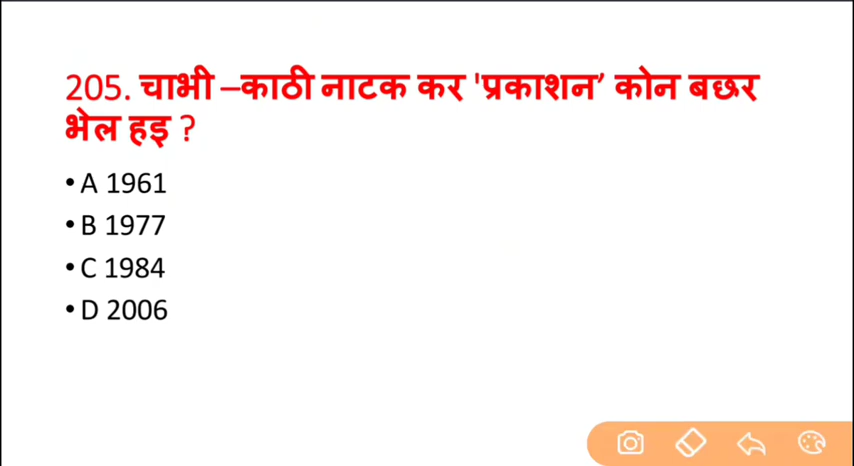 205. चाभी –काठी नाटक कर 'प्रकाशन’ कोन बछर
भेल हइ ?
• A 1961
• B 1977
• C 1984
• D 2006